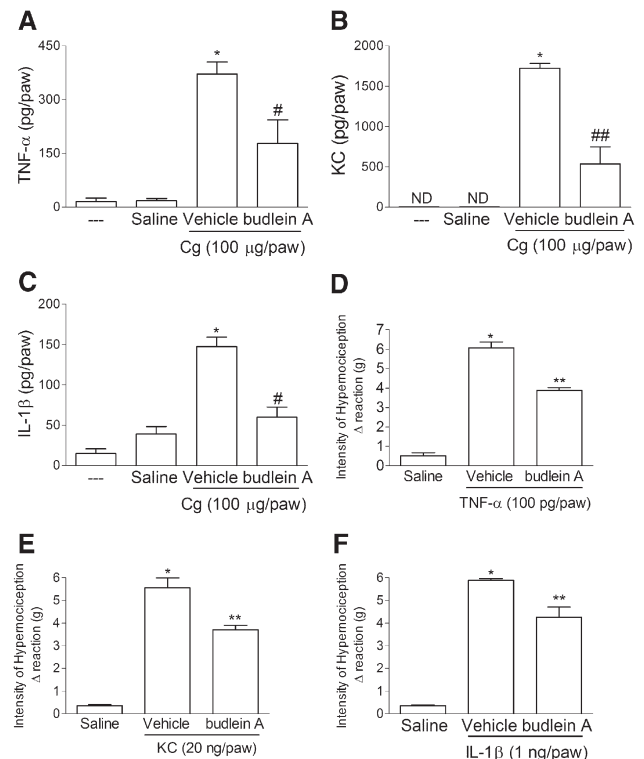 A
TNF-α (pg/paw)
450
300
150
0
*
#
--- Saline Vehicle budlein A
Cg (100 µg/paw)
B
KC (pg/paw)
2000
1500
1000
500
0
ND ND
*
##
--- Saline Vehicle budlein A
Cg (100 µg/paw)
C
IL-1β (pg/paw)
200
150
100
50
0
*
#
--- Saline Vehicle budlein A
Cg (100 µg/paw)
D
Intensity of Hypernociception
Δ reaction (g)
7
6
5
4
3
2
1
0
*
**
Saline Vehicle budlein A
TNF-α (100 pg/paw)
E
Intensity of Hypernociception
Δ reaction (g)
6
5
4
3
2
1
0
*
**
Saline Vehicle budlein A
KC (20 ng/paw)
F
Intensity of Hypernociception
Δ reaction (g)
6
5
4
3
2
1
0
*
**
Saline Vehicle budlein A
IL-1β (1 ng/paw)